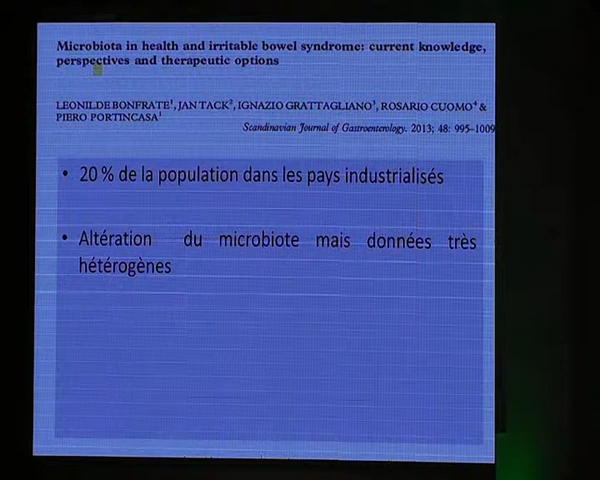 Microbiota in health and irritable bowel syndrome: current knowledge,
perspectives and therapeutic options
LEONILDE BONFRATE¹, JAN TACK², IGNAZIO GRATTAGLIANO³, ROSARIO CUOMO⁴ &
PIERO PORTINCASA¹
Scandinavian Journal of Gastroenterology. 2013; 48: 995–1009
• 20 % de la population dans les pays industrialisés
• Altération du microbiote mais données très
hétérogènes